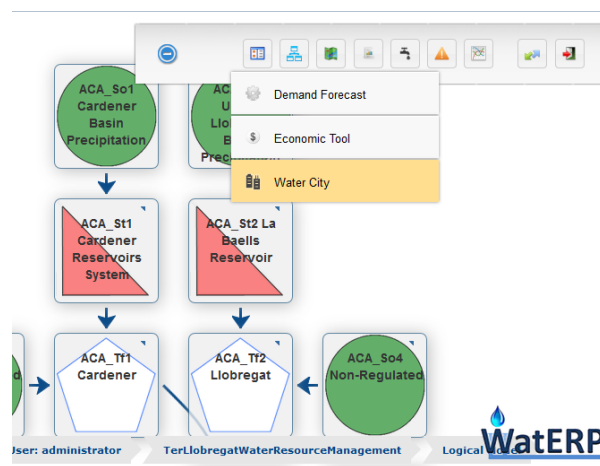 ACA_So1
Cardener
Basin
Precipitation
Demand Forecast
Economic Tool
Water City
ACA_St1
Cardener
Reservoirs
System
ACA_St2 La
Baells
Reservoir
ACA_Tf1
Cardener
ACA_Tf2
Llobregat
ACA_So4
Non-Regulated
User: administrator
TerLlobregatWaterResourceManagement
Logical
WatERP